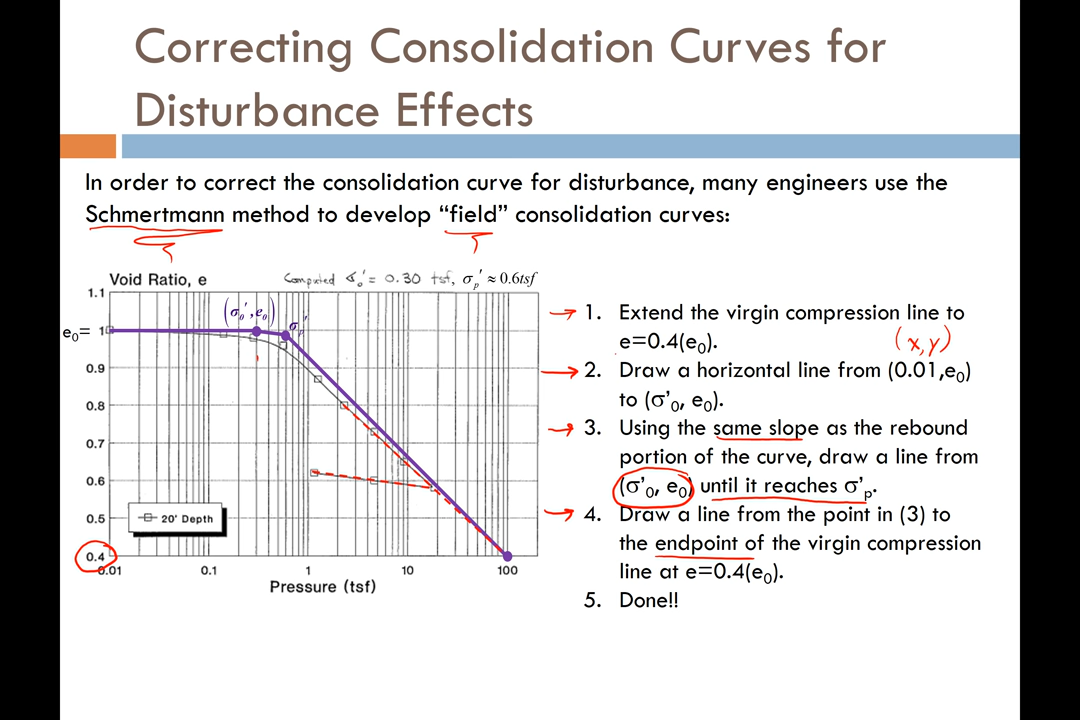 Correcting Consolidation Curves for
Disturbance Effects
In order to correct the consolidation curve for disturbance, many engineers use the
Schmertmann method to develop “field” consolidation curves:
Void Ratio, e
Computed σo' = 0.30 tsf, σp' ≈ 0.6tsf
1.1
(σo', eo)
σp'
e0= 1
0.9
0.8
0.7
0.6
0.5
0.4
20' Depth
0.01 0.1 1 10 100
Pressure (tsf)
1. Extend the virgin compression line to
e=0.4(e0).
(x,y)
2. Draw a horizontal line from (0.01,e0)
to (σ’0, e0).
3. Using the same slope as the rebound
portion of the curve, draw a line from
(σ’0, e0) until it reaches σ’p.
4. Draw a line from the point in (3) to
the endpoint of the virgin compression
line at e=0.4(e0).
5. Done!!